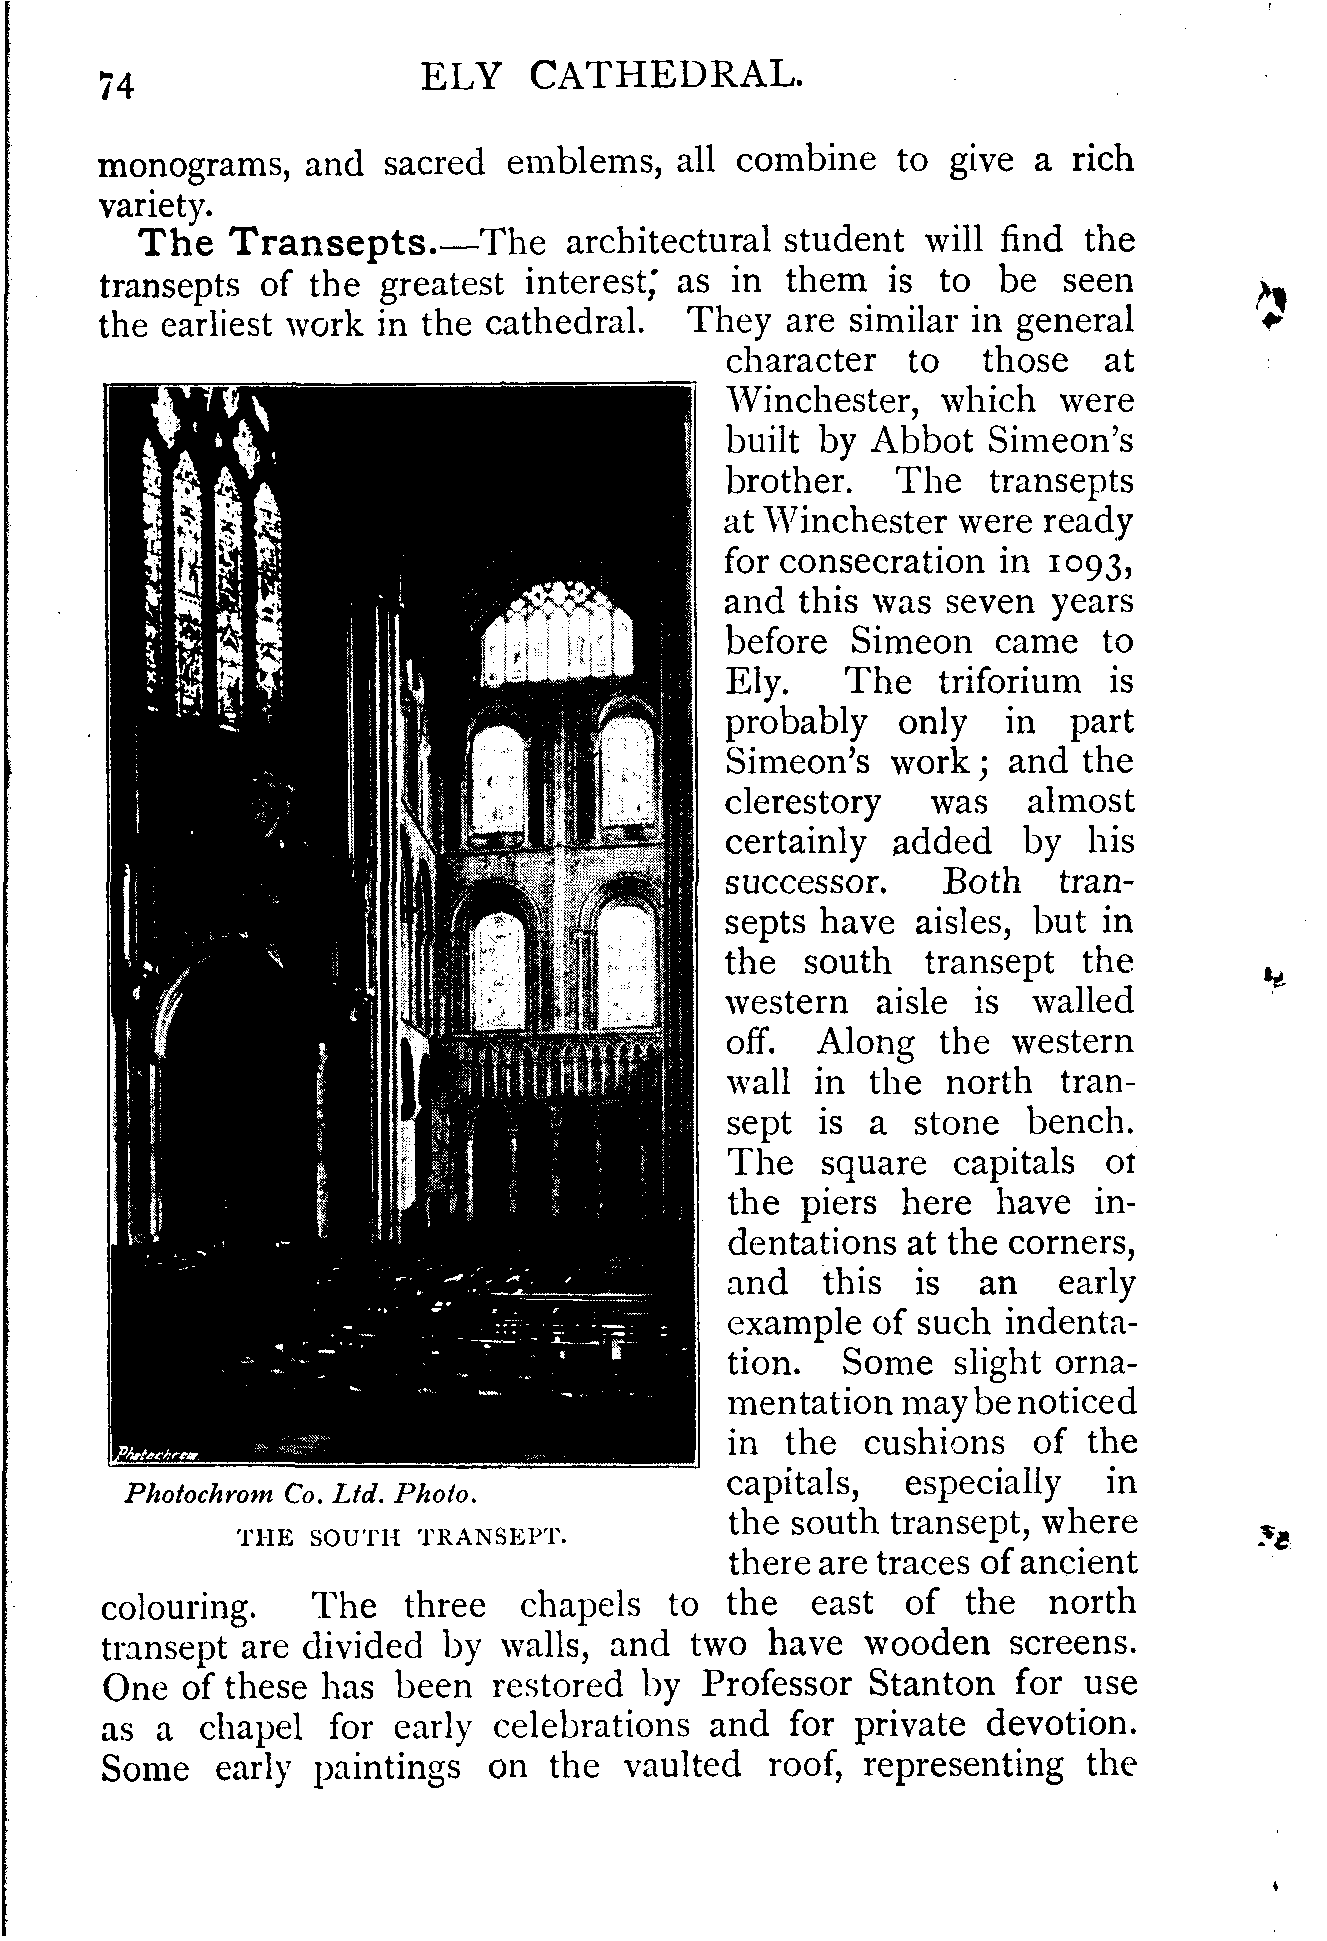 74
ELY CATHEDRAL.
monograms, and sacred emblems, all combine to give a rich
variety.
The Transepts.—The architectural student will find the
transepts of the greatest interest; as in them is to be seen
the earliest work in the cathedral. They are similar in general
character to those at
Winchester, which were
built by Abbot Simeon's
brother. The transepts
at Winchester were ready
for consecration in 1093,
and this was seven years
before Simeon came to
Ely. The triforium is
probably only in part
Simeon's work; and the
clerestory was almost
certainly added by his
successor. Both tran-
septs have aisles, but in
the south transept the
western aisle is walled
off. Along the western
wall in the north tran-
sept is a stone bench.
The square capitals of
the piers here have in-
dentations at the corners,
and this is an early
example of such indenta-
tion. Some slight orna-
mentation may be noticed
in the cushions of the
capitals, especially in
the south transept, where
there are traces of ancient
Photochrom
Photochrom Co. Ltd. Photo.
THE SOUTH TRANSEPT.
colouring. The three chapels to the east of the north
transept are divided by walls, and two have wooden screens.
One of these has been restored by Professor Stanton for use
as a chapel for early celebrations and for private devotion.
Some early paintings on the vaulted roof, representing the